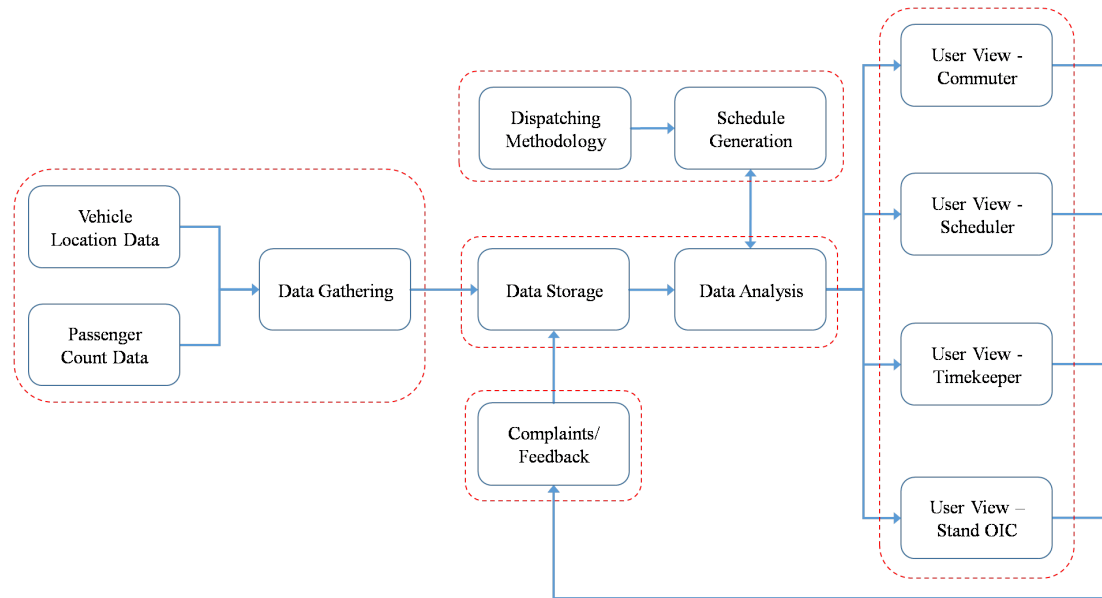 Vehicle
Location Data
Passenger
Count Data
Data Gathering
Dispatching
Methodology
Schedule
Generation
Data Storage
Data Analysis
Complaints/
Feedback
User View -
Commuter
User View -
Scheduler
User View -
Timekeeper
User View –
Stand OIC